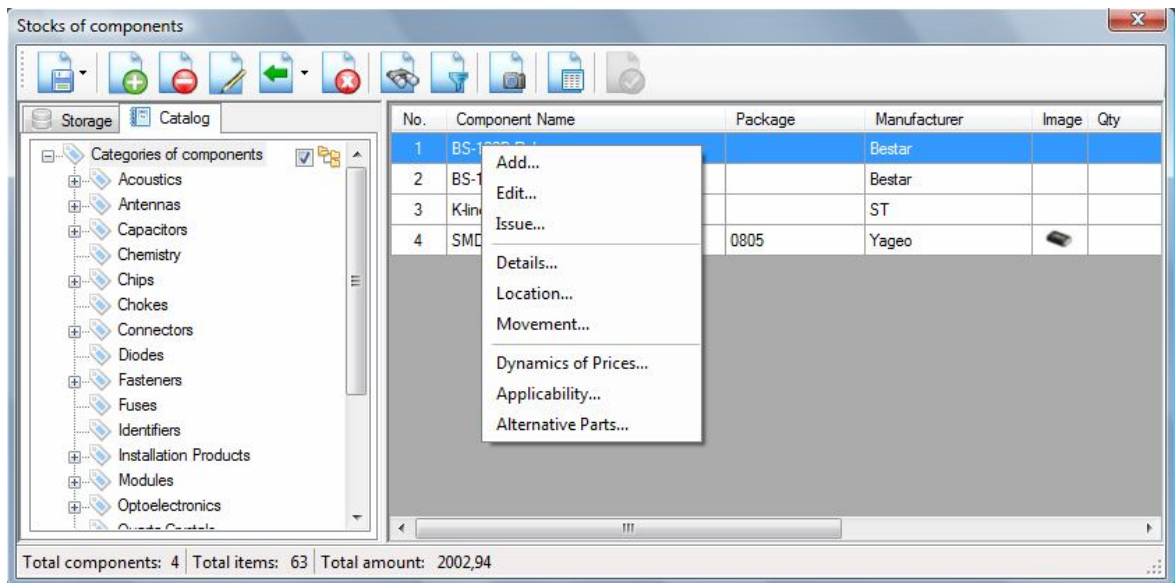 Stocks of components
Storage Catalog
Categories of components
Acoustics
Antennas
Capacitors
Chemistry
Chips
Chokes
Connectors
Diodes
Fasteners
Fuses
Identifiers
Installation Products
Modules
Optoelectronics
No. Component Name Package Manufacturer Image Qty
1 Bestar
2 BS-1 Bestar
3 K-lin ST
4 SMD 0805 Yageo
Add...
Edit...
Issue...
Details...
Location...
Movement...
Dynamics of Prices...
Applicability...
Alternative Parts...
Total components: 4 Total items: 63 Total amount: 2002,94